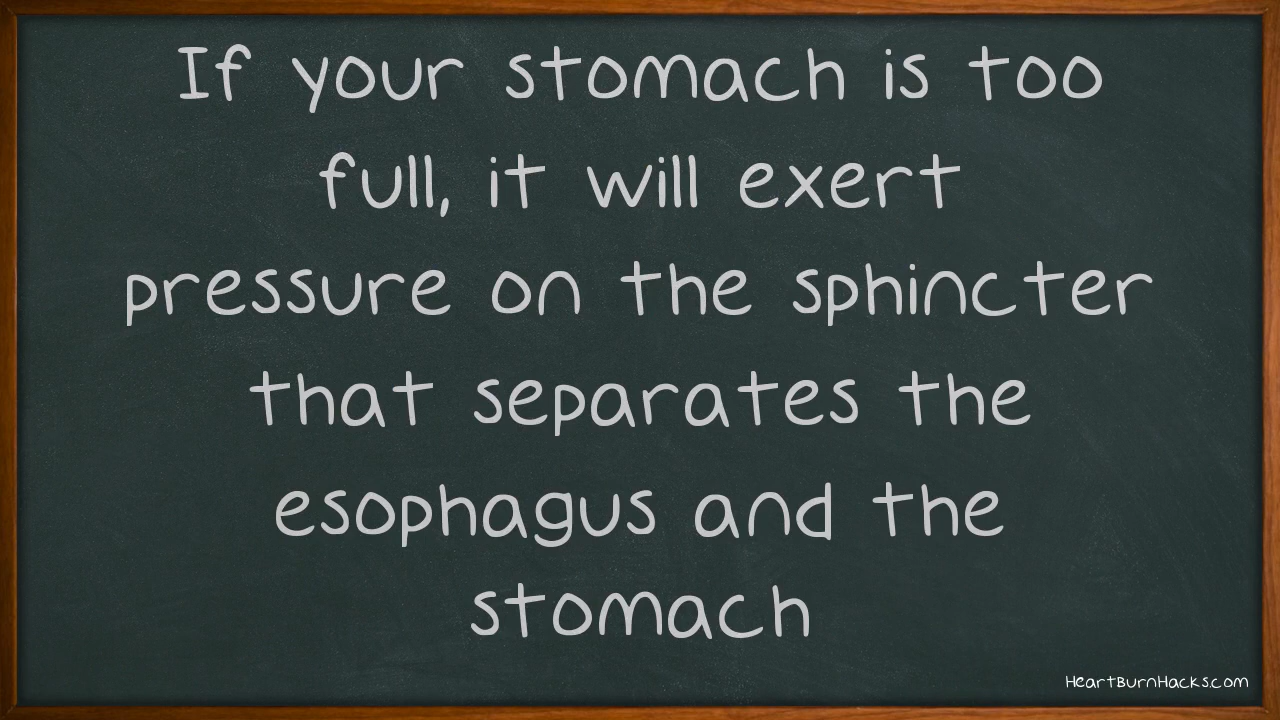 If your stomach is too
full, it will exert
pressure on the sphincter
that separates the
esophagus and the
stomach
HeartBurnHacks.com